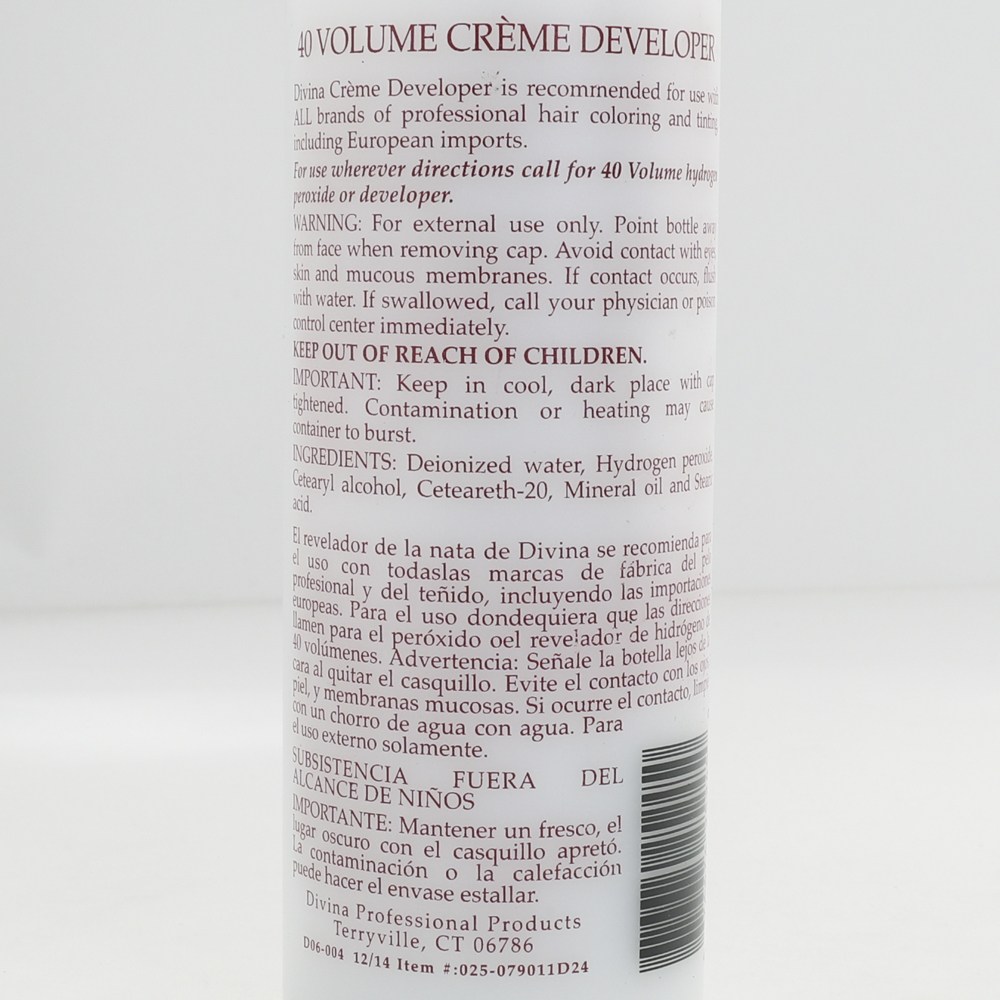 40 VOLUME CRÈME DEVELOPER
Divina Crème Developer is recommended for use
ALL brands of professional hair coloring and tinting,
including European imports.
For use wherever directions call for 40 Volume
peroxide or developer.
WARNING: For external use only. Point bottle
from face when removing cap. Avoid contact with eyes,
skin and mucous membranes. If contact occurs,
with water. If swallowed, call your physician or
control center immediately.
KEEP OUT OF REACH OF CHILDREN.
IMPORTANT: Keep in cool, dark place with
tightened. Contamination or heating may
container to burst.
INGREDIENTS: Deionized water, Hydrogen peroxide
Cetearyl alcohol, Ceteareth-20, Mineral oil and
acid.
El revelador de la nata de Divina se recomienda
el uso con todaslas marcas de fábrica del
profesional y del teñido, incluyendo las
europeas. Para el uso dondequiera que las
llamen para el peróxido oel revelador de hidrógeno
40 volúmenes. Advertencia: Señale la botella lejos de
cara al quitar el casquillo. Evite el contacto con los
piel, y membranas mucosas. Si ocurre el contacto,
con un chorro de agua con agua. Para
el uso externo solamente.
SUBSISTENCIA FUERA DEL
ALCANCE DE NIÑOS
IMPORTANTE: Mantener un fresco, el
lugar oscuro con el casquillo apretó.
La contaminación o la calefacción
puede hacer el envase estallar.
Divina Professional Products
Terryville, CT 06786
D06-004 12/14 Item #:025-079011D24